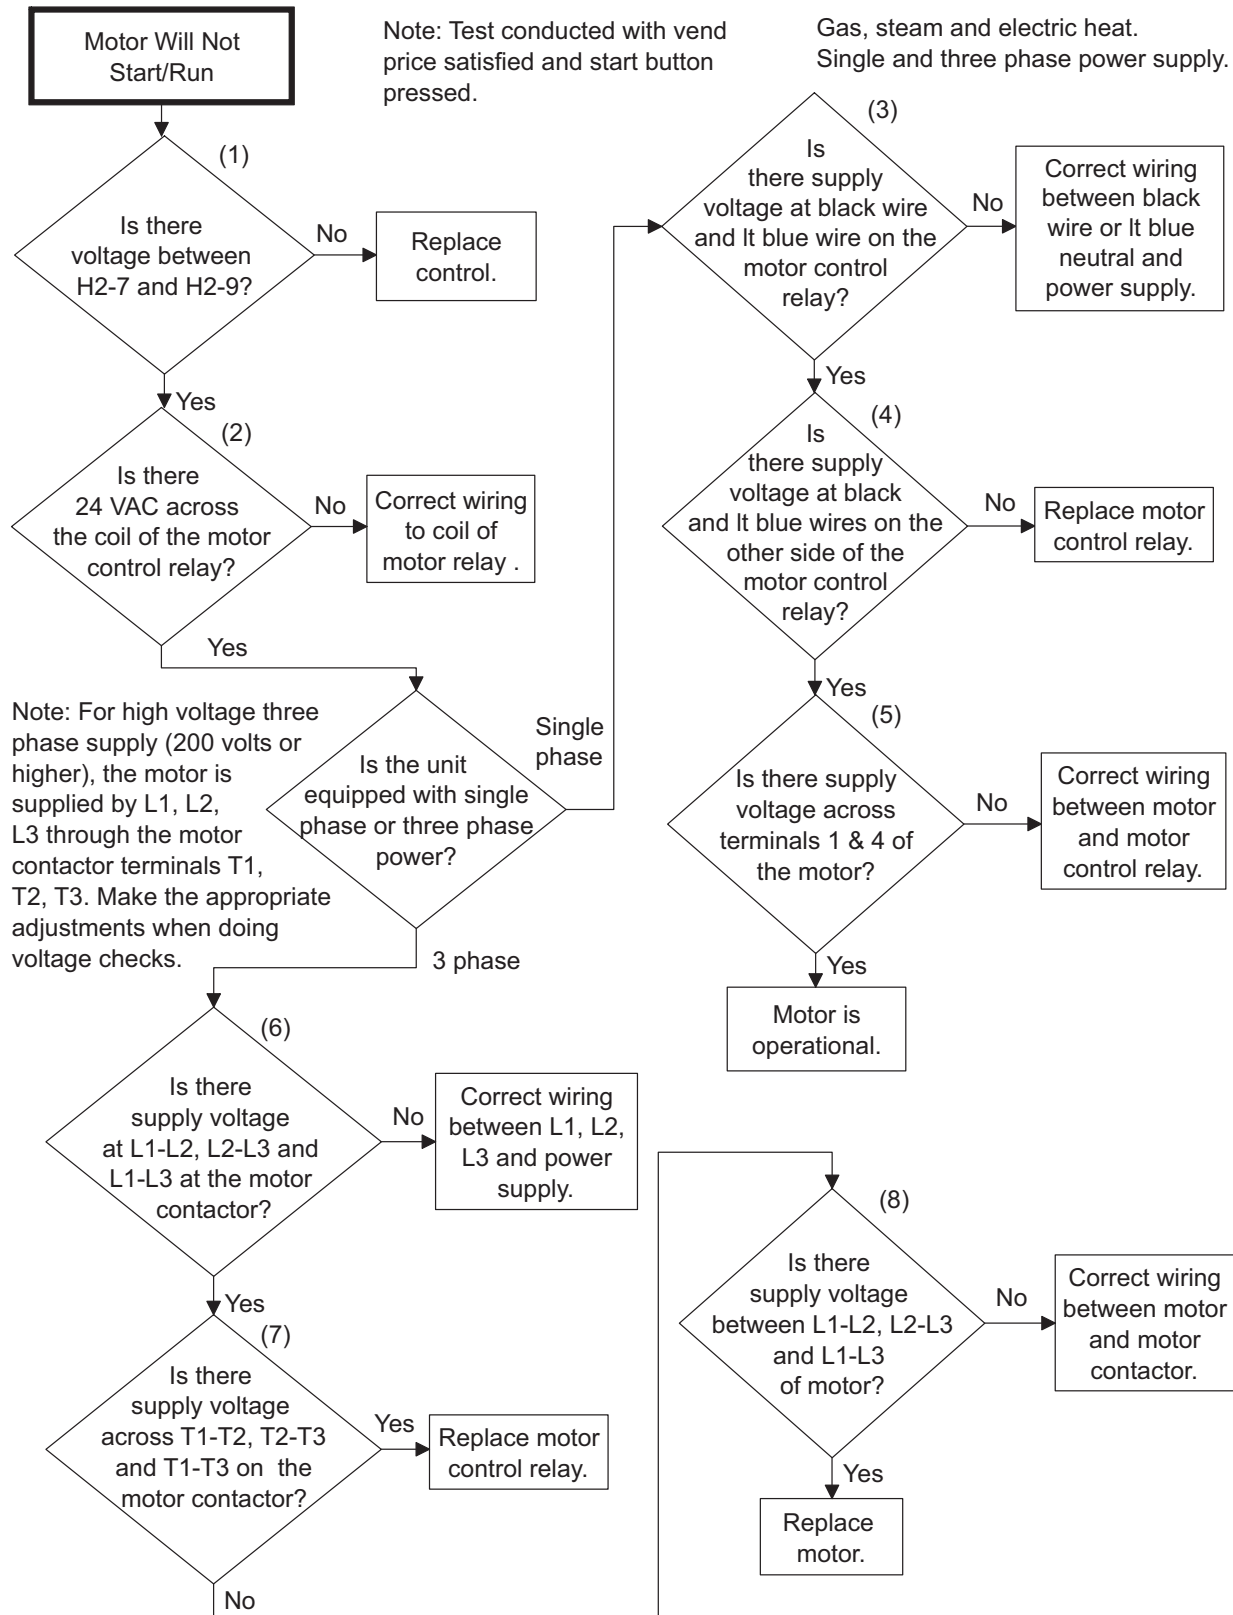 Motor Will Not
Start/Run
Note: Test conducted with vend
price satisfied and start button
pressed.
Gas, steam and electric heat.
Single and three phase power supply.
(1)
Is there
voltage between
H2-7 and H2-9?
No
Replace
control.
Yes
(2)
Is there
24 VAC across
the coil of the motor
control relay?
No
Correct wiring
to coil of
motor relay .
Yes
Note: For high voltage three
phase supply (200 volts or
higher), the motor is
supplied by L1, L2,
L3 through the motor
contactor terminals T1,
T2, T3. Make the appropriate
adjustments when doing
voltage checks.
Is the unit
equipped with single
phase or three phase
power?
Single
phase
3 phase
(3)
Is
there supply
voltage at black wire
and lt blue wire on the
motor control
relay?
No
Correct wiring
between black
wire or lt blue
neutral and
power supply.
Yes
(4)
Is
there supply
voltage at black
and lt blue wires on the
other side of the
motor control
relay?
No
Replace motor
control relay.
Yes
(5)
Is there supply
voltage across
terminals 1 & 4 of
the motor?
No
Correct wiring
between motor
and motor
control relay.
Yes
Motor is
operational.
(6)
Is there
supply voltage
at L1-L2, L2-L3 and
L1-L3 at the motor
contactor?
No
Correct wiring
between L1, L2,
L3 and power
supply.
Yes
(7)
Is there
supply voltage
across T1-T2, T2-T3
and T1-T3 on the
motor contactor?
Yes
Replace motor
control relay.
No
(8)
Is there
supply voltage
between L1-L2, L2-L3
and L1-L3
of motor?
No
Correct wiring
between motor
and motor
contactor.
Yes
Replace
motor.